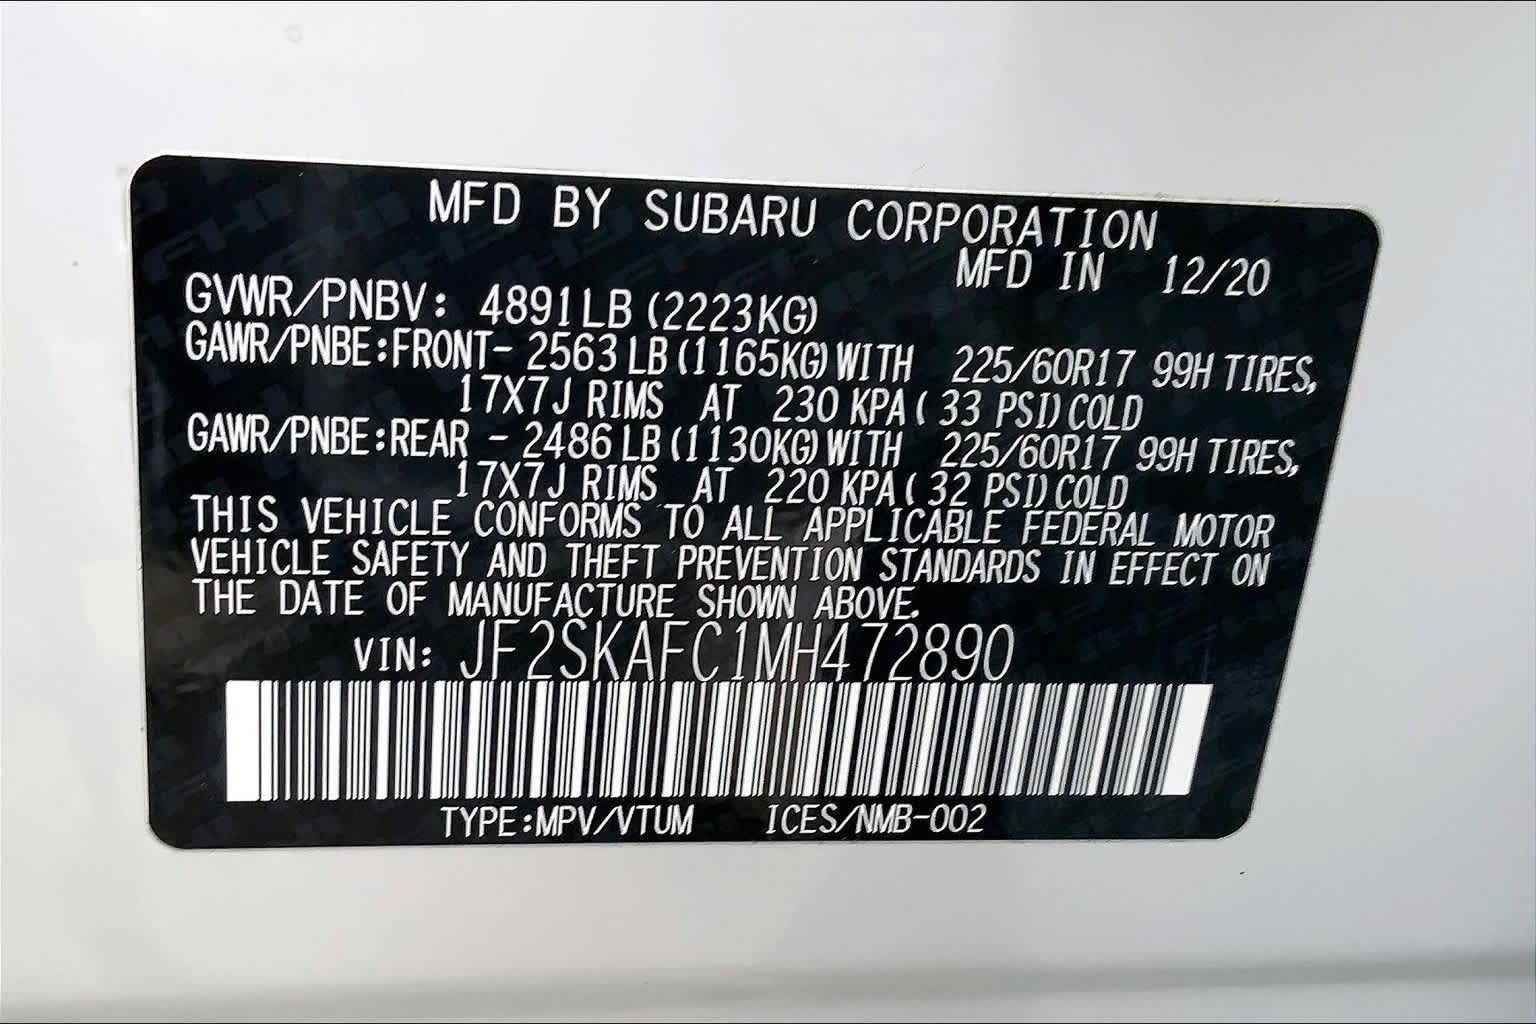 MFD BY SUBARU CORPORATION
MFD IN 12/20
GVWR/PNBV: 4891LB (2223KG)
GAWR/PNBE:FRONT- 2563 LB (1165KG) WITH 225/60R17 99H TIRES,
17X7J RIMS AT 230 KPA ( 33 PSI) COLD
GAWR/PNBE:REAR - 2486 LB (1130KG) WITH 225/60R17 99H TIRES,
17X7J RIMS AT 220 KPA ( 32 PSI) COLD
THIS VEHICLE CONFORMS TO ALL APPLICABLE FEDERAL MOTOR
VEHICLE SAFETY AND THEFT PREVENTION STANDARDS IN EFFECT ON
THE DATE OF MANUFACTURE SHOWN ABOVE.
VIN: JF2SKAFC1MH472890
TYPE:MPV/VTUM ICES/NMB-002